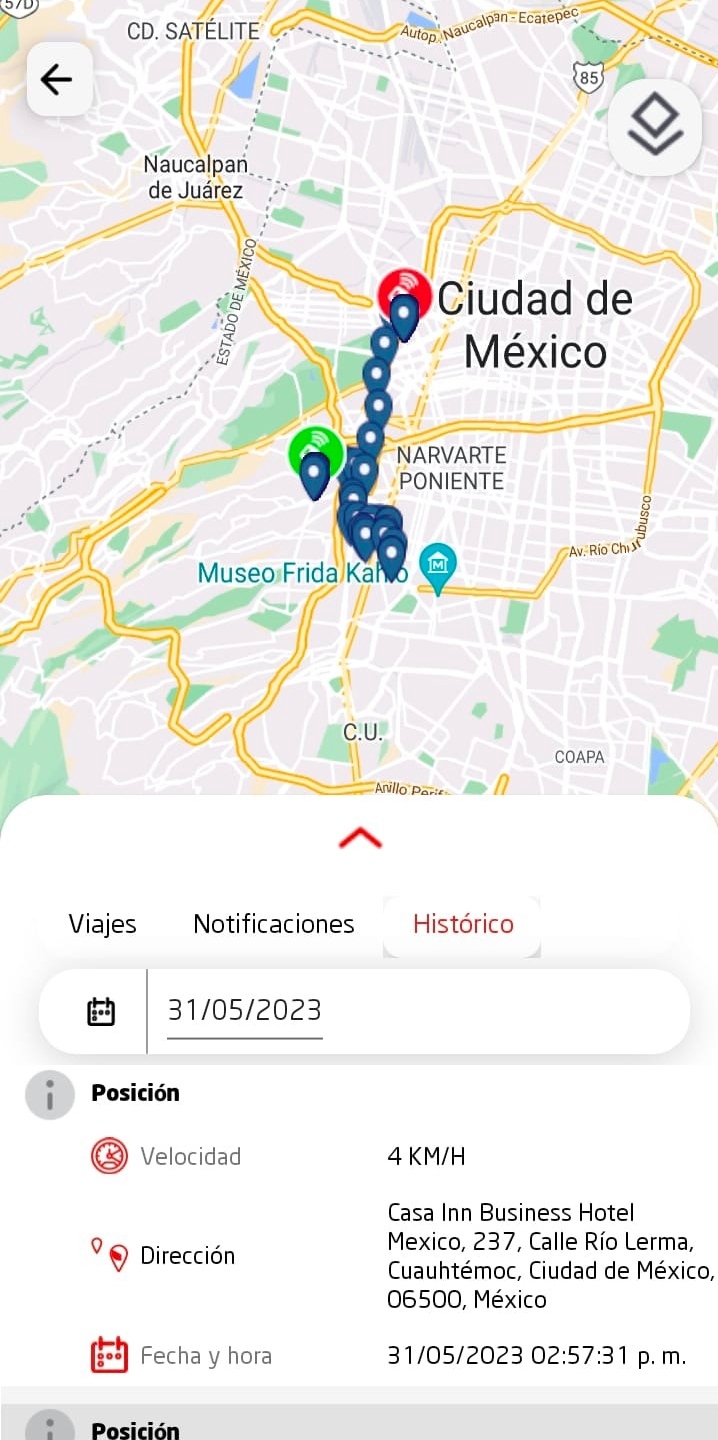 57D
CD. SATÉLITE
Autop. Naucalpan - Ecatepec
85
Naucalpan
de Juárez
ESTADO DE MÉXICO
Ciudad de
México
NARVARTE
PONIENTE
Av. Río Churubusco
Museo Frida Kahlo
C.U.
COAPA
Anillo Perif
Viajes
Notificaciones
Histórico
31/05/2023
Posición
Velocidad
4 KM/H
Dirección
Casa Inn Business Hotel
Mexico, 237, Calle Río Lerma,
Cuauhtémoc, Ciudad de México,
06500, México
Fecha y hora
31/05/2023 02:57:31 p. m.
Posición